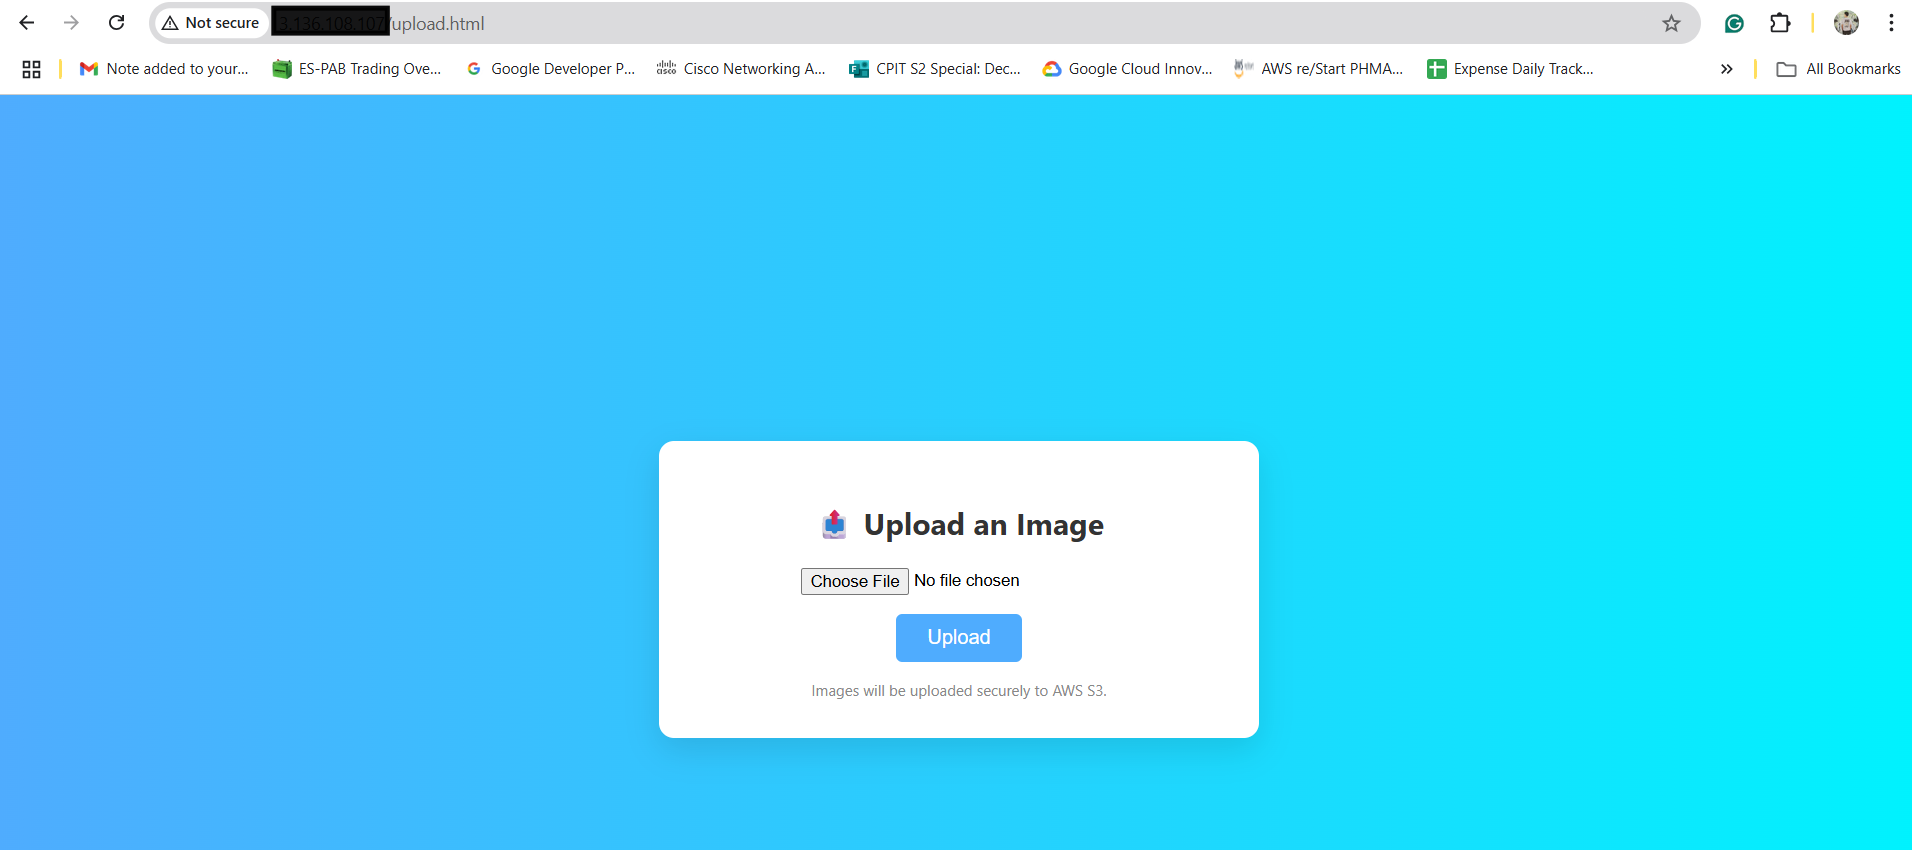 Not secure /upload.html
Note added to your... ES-PAB Trading Ove... Google Developer P... Cisco Networking A... CPIT S2 Special: Dec... Google Cloud Innov... AWS re/Start PHMA... Expense Daily Track... All Bookmarks
Upload an Image
Choose File No file chosen
Upload
Images will be uploaded securely to AWS S3.